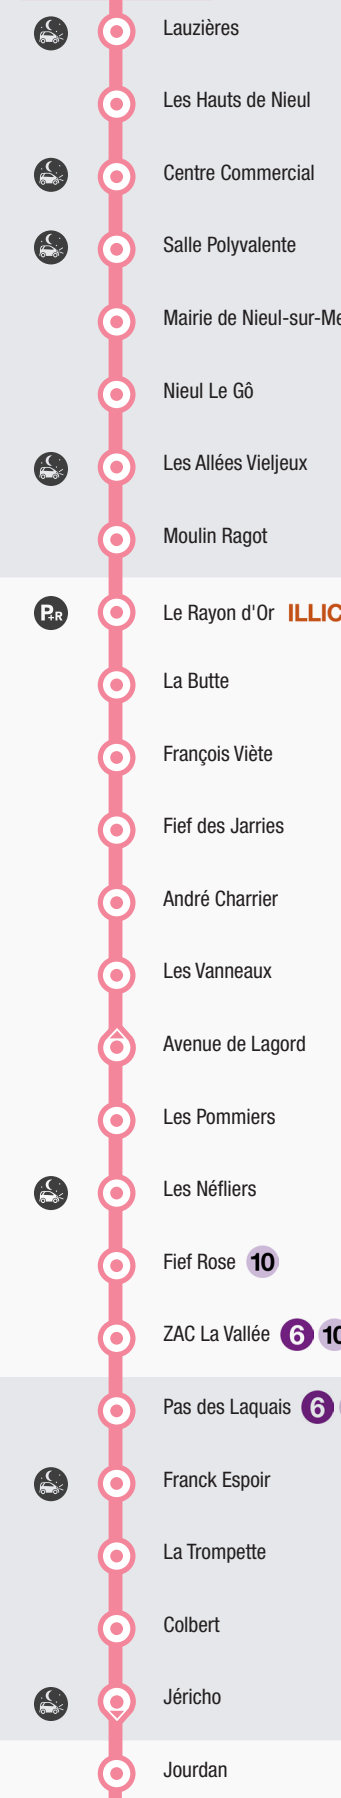 Lauzières
Les Hauts de Nieul
Centre Commercial
Salle Polyvalente
Mairie de Nieul-sur-Me
Nieul Le Gô
Les Allées Vieljeux
Moulin Ragot
P+R Le Rayon d'Or ILLIC
La Butte
François Viète
Fief des Jarries
André Charrier
Les Vanneaux
Avenue de Lagord
Les Pommiers
Les Néfliers
Fief Rose 10
ZAC La Vallée 6 10
Pas des Laquais 6
Franck Espoir
La Trompette
Colbert
Jéricho
Jourdan